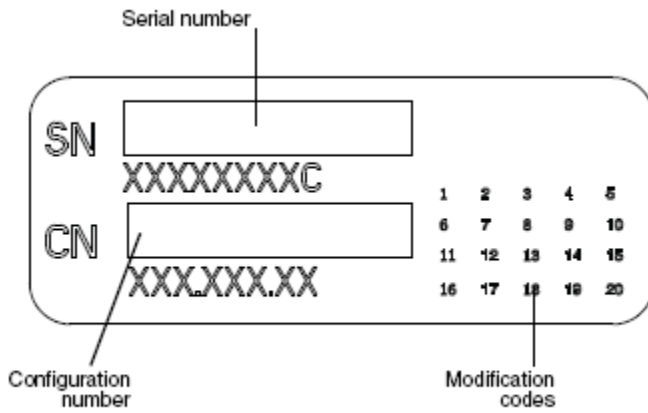 Serial number
SN
XXXXXXXXC
CN
XXX.XXX.XX
1 2 3 4 5
6 7 8 9 10
11 12 13 14 15
16 17 18 19 20
Configuration
number
Modification
codes